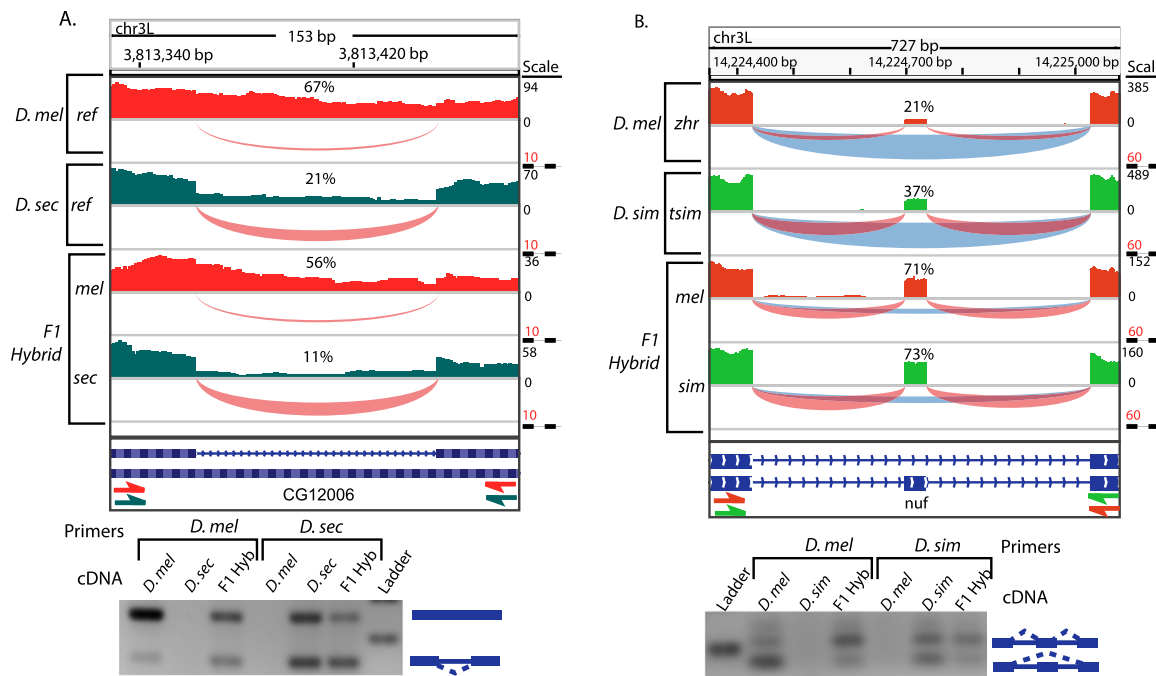 A.
chr3L
153 bp
3,813,340 bp
3,813,420 bp
Scale
D. mel
ref
67%
94
0
10
D. sec
ref
21%
70
0
10
F1
Hybrid
mel
56%
36
0
10
sec
11%
58
0
10
CG12006
Primers
D. mel
D. sec
cDNA
D. mel
D. sec
F1 Hyb
D. mel
D. sec
F1 Hyb
Ladder
B.
chr3L
727 bp
14,224,400 bp
14,224,700 bp
14,225,000 bp
Scal
D. mel
zhr
21%
385
0
60
D. sim
tsim
37%
489
0
60
F1
Hybrid
mel
71%
152
0
60
sim
73%
160
0
60
nuf
D. mel
D. sim
Primers
Ladder
D. mel
D. sim
F1 Hyb
D. mel
D. sim
F1 Hyb
cDNA